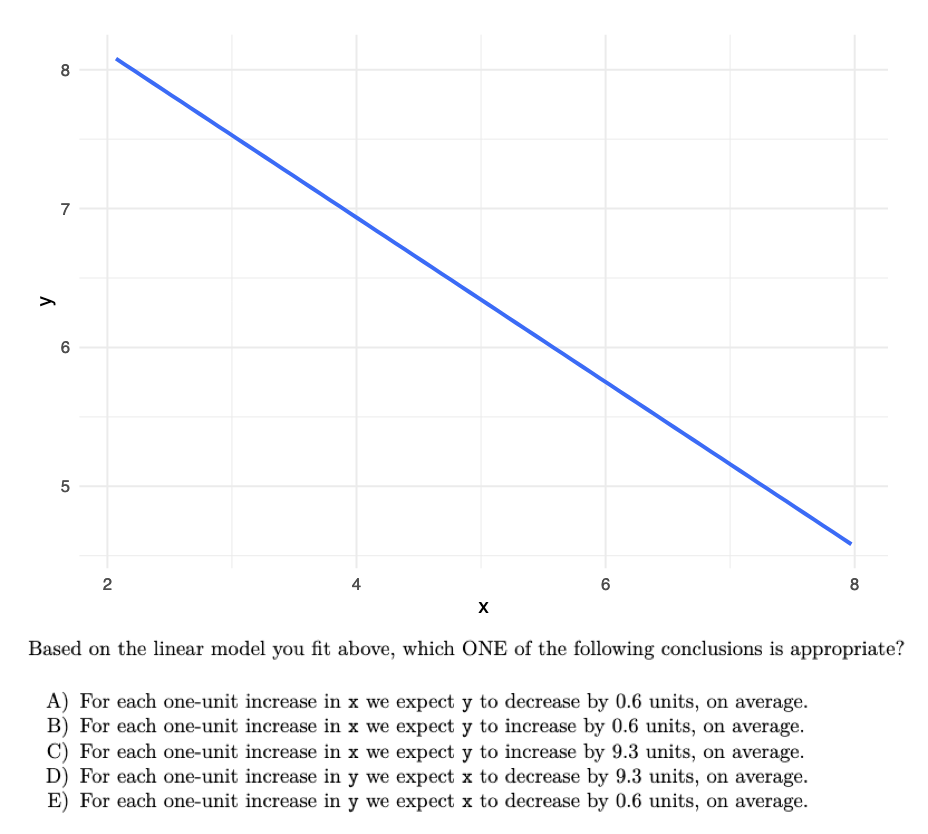 8
7
y
6
5
2 4 6 8
x
Based on the linear model you fit above, which ONE of the following conclusions is appropriate?
A) For each one-unit increase in x we expect y to decrease by 0.6 units, on average.
B) For each one-unit increase in x we expect y to increase by 0.6 units, on average.
C) For each one-unit increase in x we expect y to increase by 9.3 units, on average.
D) For each one-unit increase in y we expect x to decrease by 9.3 units, on average.
E) For each one-unit increase in y we expect x to decrease by 0.6 units, on average.